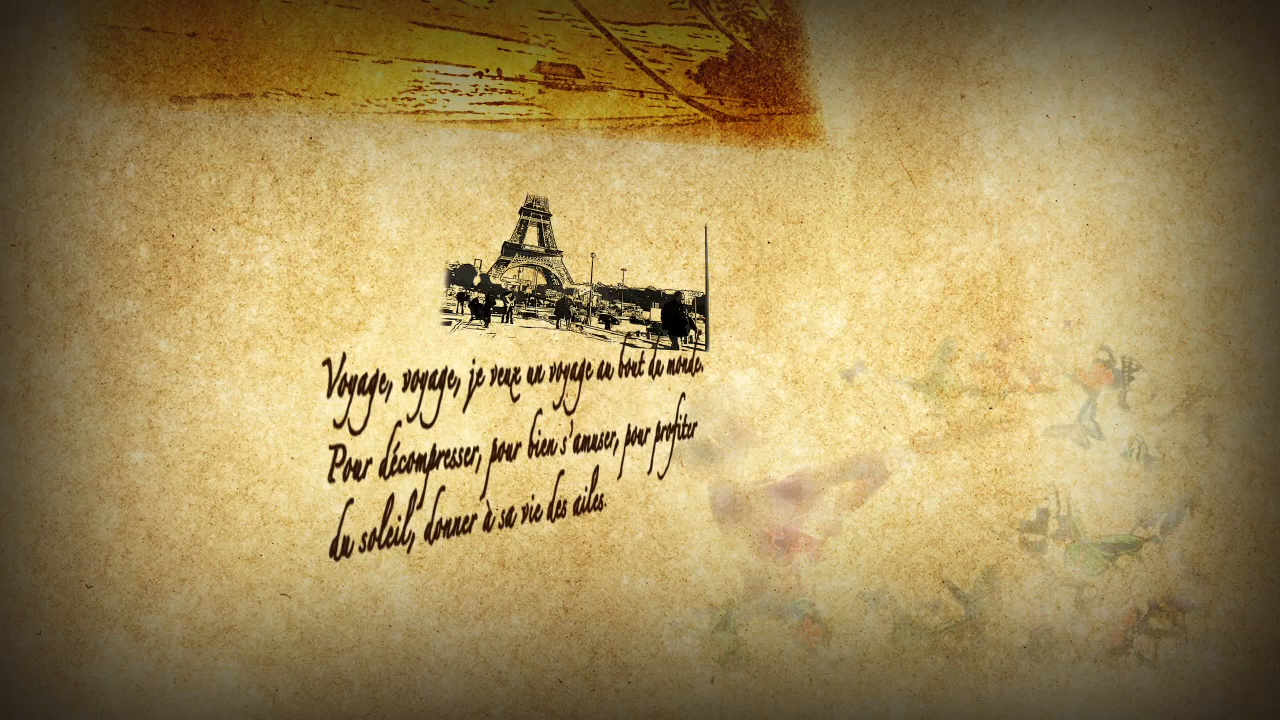 Voyage, voyage, je veux un voyage au bout du monde.
Pour décompresser, pour bien s'amuser, pour profiter
du soleil, donner à sa vie des ailes.